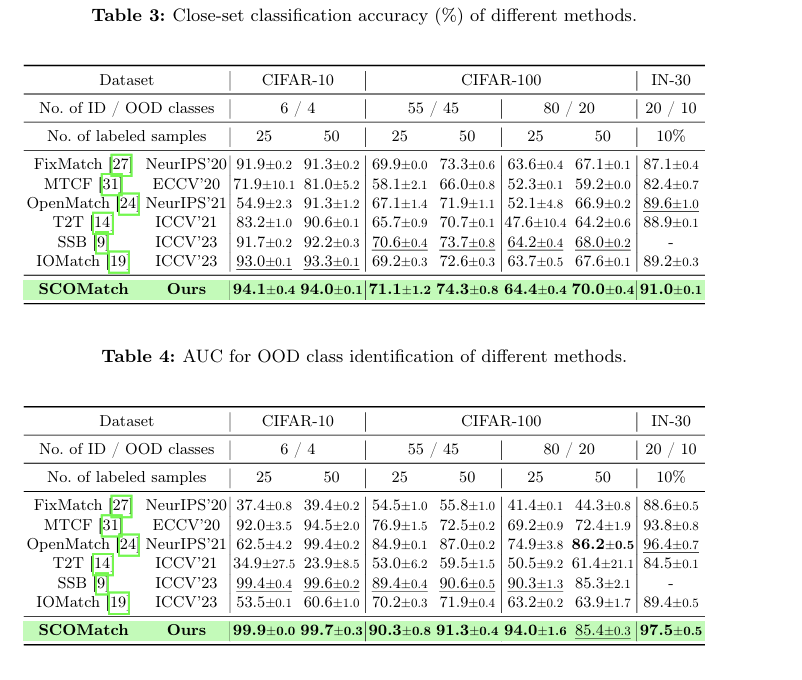 Table 3: Close-set classification accuracy (%) of different methods.
Dataset CIFAR-10 CIFAR-100 IN-30
No. of ID / OOD classes 6 / 4 55 / 45 80 / 20 20 / 10
No. of labeled samples 25 50 25 50 25 50 10%
FixMatch [27] NeurIPS'20 91.9±0.2 91.3±0.2 69.9±0.0 73.3±0.6 63.6±0.4 67.1±0.1 87.1±0.4
MTCF [31] ECCV'20 71.9±10.1 81.0±5.2 58.1±2.1 66.0±0.8 52.3±0.1 59.2±0.0 82.4±0.7
OpenMatch [24] NeurIPS'21 54.9±2.3 91.3±1.2 67.1±1.4 71.9±1.1 52.1±4.8 66.9±0.2 89.6±1.0
T2T [14] ICCV'21 83.2±1.0 90.6±0.1 65.7±0.9 70.7±0.1 47.6±10.4 64.2±0.6 88.9±0.1
SSB [9] ICCV'23 91.7±0.2 92.2±0.3 70.6±0.4 73.7±0.8 64.2±0.4 68.0±0.2 -
IOMatch [19] ICCV'23 93.0±0.1 93.3±0.1 69.2±0.3 72.6±0.3 63.7±0.5 67.6±0.1 89.2±0.3
SCOMatch Ours 94.1±0.4 94.0±0.1 71.1±1.2 74.3±0.8 64.4±0.4 70.0±0.4 91.0±0.1
Table 4: AUC for OOD class identification of different methods.
Dataset CIFAR-10 CIFAR-100 IN-30
No. of ID / OOD classes 6 / 4 55 / 45 80 / 20 20 / 10
No. of labeled samples 25 50 25 50 25 50 10%
FixMatch [27] NeurIPS'20 37.4±0.8 39.4±0.2 54.5±1.0 55.8±1.0 41.4±0.1 44.3±0.8 88.6±0.5
MTCF [31] ECCV'20 92.0±3.5 94.5±2.0 76.9±1.5 72.5±0.2 69.2±0.9 72.4±1.9 93.8±0.8
OpenMatch [24] NeurIPS'21 62.5±4.2 99.4±0.2 84.9±0.1 87.0±0.2 74.9±3.8 86.2±0.5 96.4±0.7
T2T [14] ICCV'21 34.9±27.5 23.9±8.5 53.0±6.2 59.5±1.5 50.5±9.2 61.4±21.1 84.5±0.1
SSB [9] ICCV'23 99.4±0.4 99.6±0.2 89.4±0.4 90.6±0.5 90.3±1.3 85.3±2.1 -
IOMatch [19] ICCV'23 53.5±0.1 60.6±1.0 70.2±0.3 71.9±0.4 63.2±0.2 63.9±1.7 89.4±0.5
SCOMatch Ours 99.9±0.0 99.7±0.3 90.3±0.8 91.3±0.4 94.0±1.6 85.4±0.3 97.5±0.5